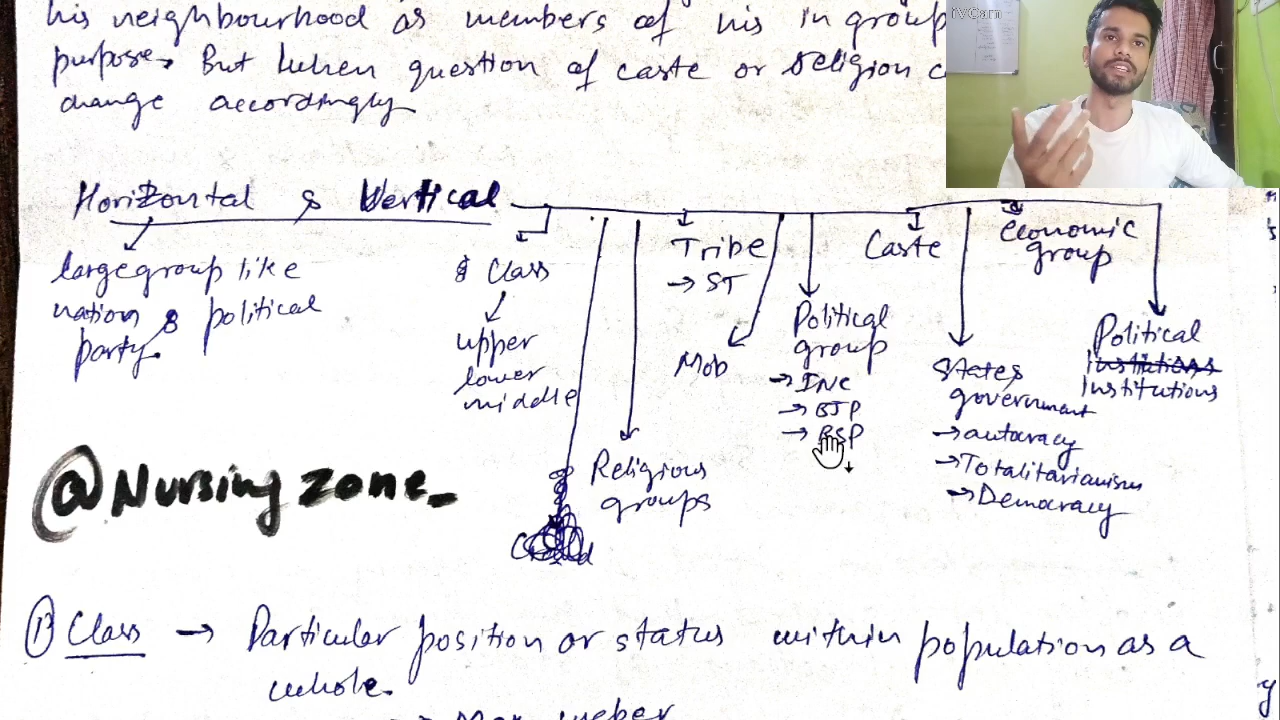 his neighbourhood as members of his in group
purpose. But when question of caste or religion c
change accordingly
iVCam
Horizontal & Vertical
large group like
nation & political
party.
Class
upper
lower
middle
Religious
groups
Tribe
→ ST
Mob
Political
group
→ INC
→ BJP
→ BSP
Caste
States
government
→ autocracy
→ Totalitarianism
→ Democracy
economic
group
Political
institutions
@Nursing zone_
① Class → Particular position or status within population as a
whole.
→ Max weber
y